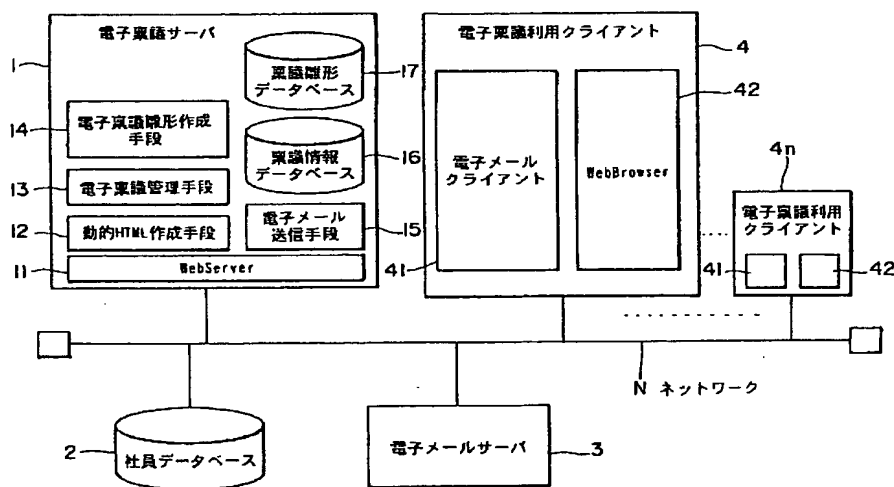 電子稟議サーバ
1
稟議雛形
データベース
17
14
電子稟議雛形作成
手段
稟議情報
データベース
16
13
電子稟議管理手段
12
動的HTML作成手段
電子メール
送信手段
15
11
WebServer
電子稟議利用クライアント
4
42
電子メール
クライアント
WebBrowser
41
4n
電子稟議利用
クライアント
41
42
N ネットワーク
2
社員データベース
電子メールサーバ
3